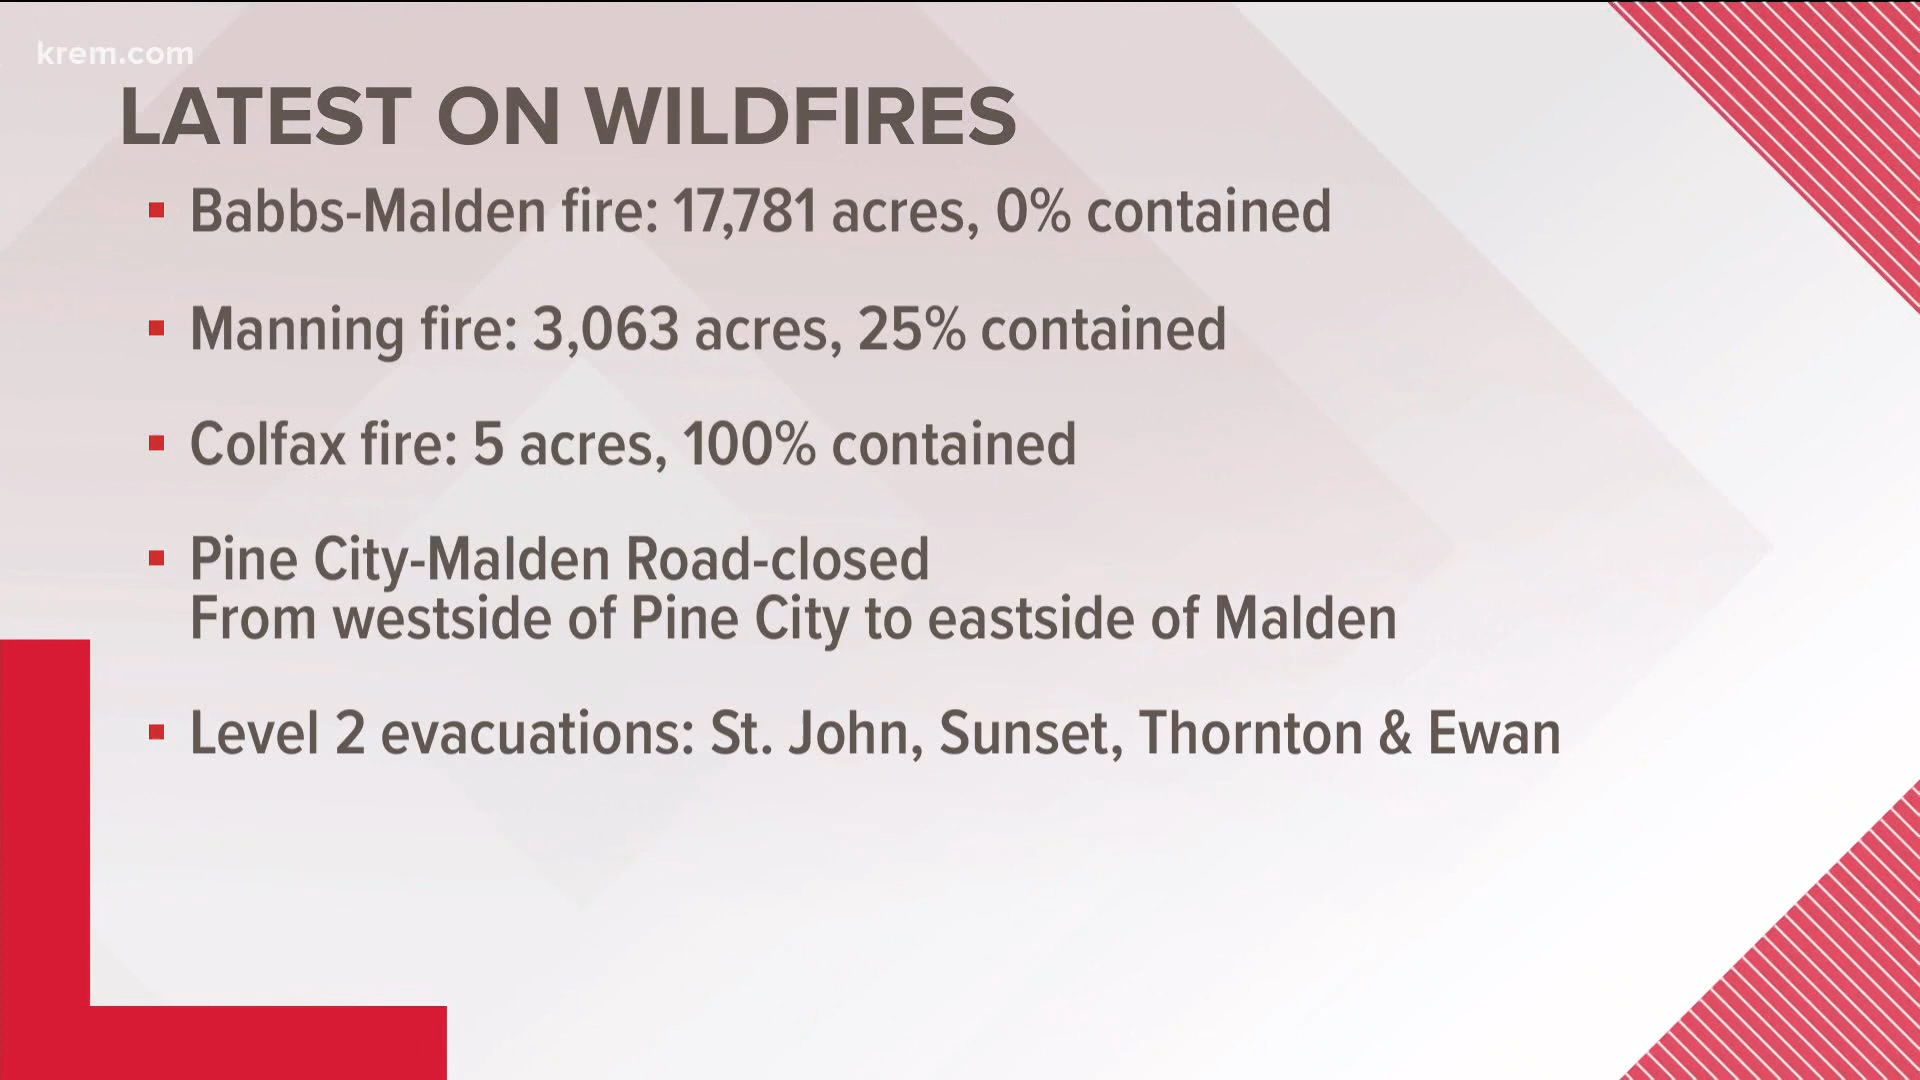 krem.com
LATEST ON WILDFIRES
▪ Babbs-Malden fire: 17,781 acres, 0% contained
▪ Manning fire: 3,063 acres, 25% contained
▪ Colfax fire: 5 acres, 100% contained
▪ Pine City-Malden Road-closed
From westside of Pine City to eastside of Malden
▪ Level 2 evacuations: St. John, Sunset, Thornton & Ewan